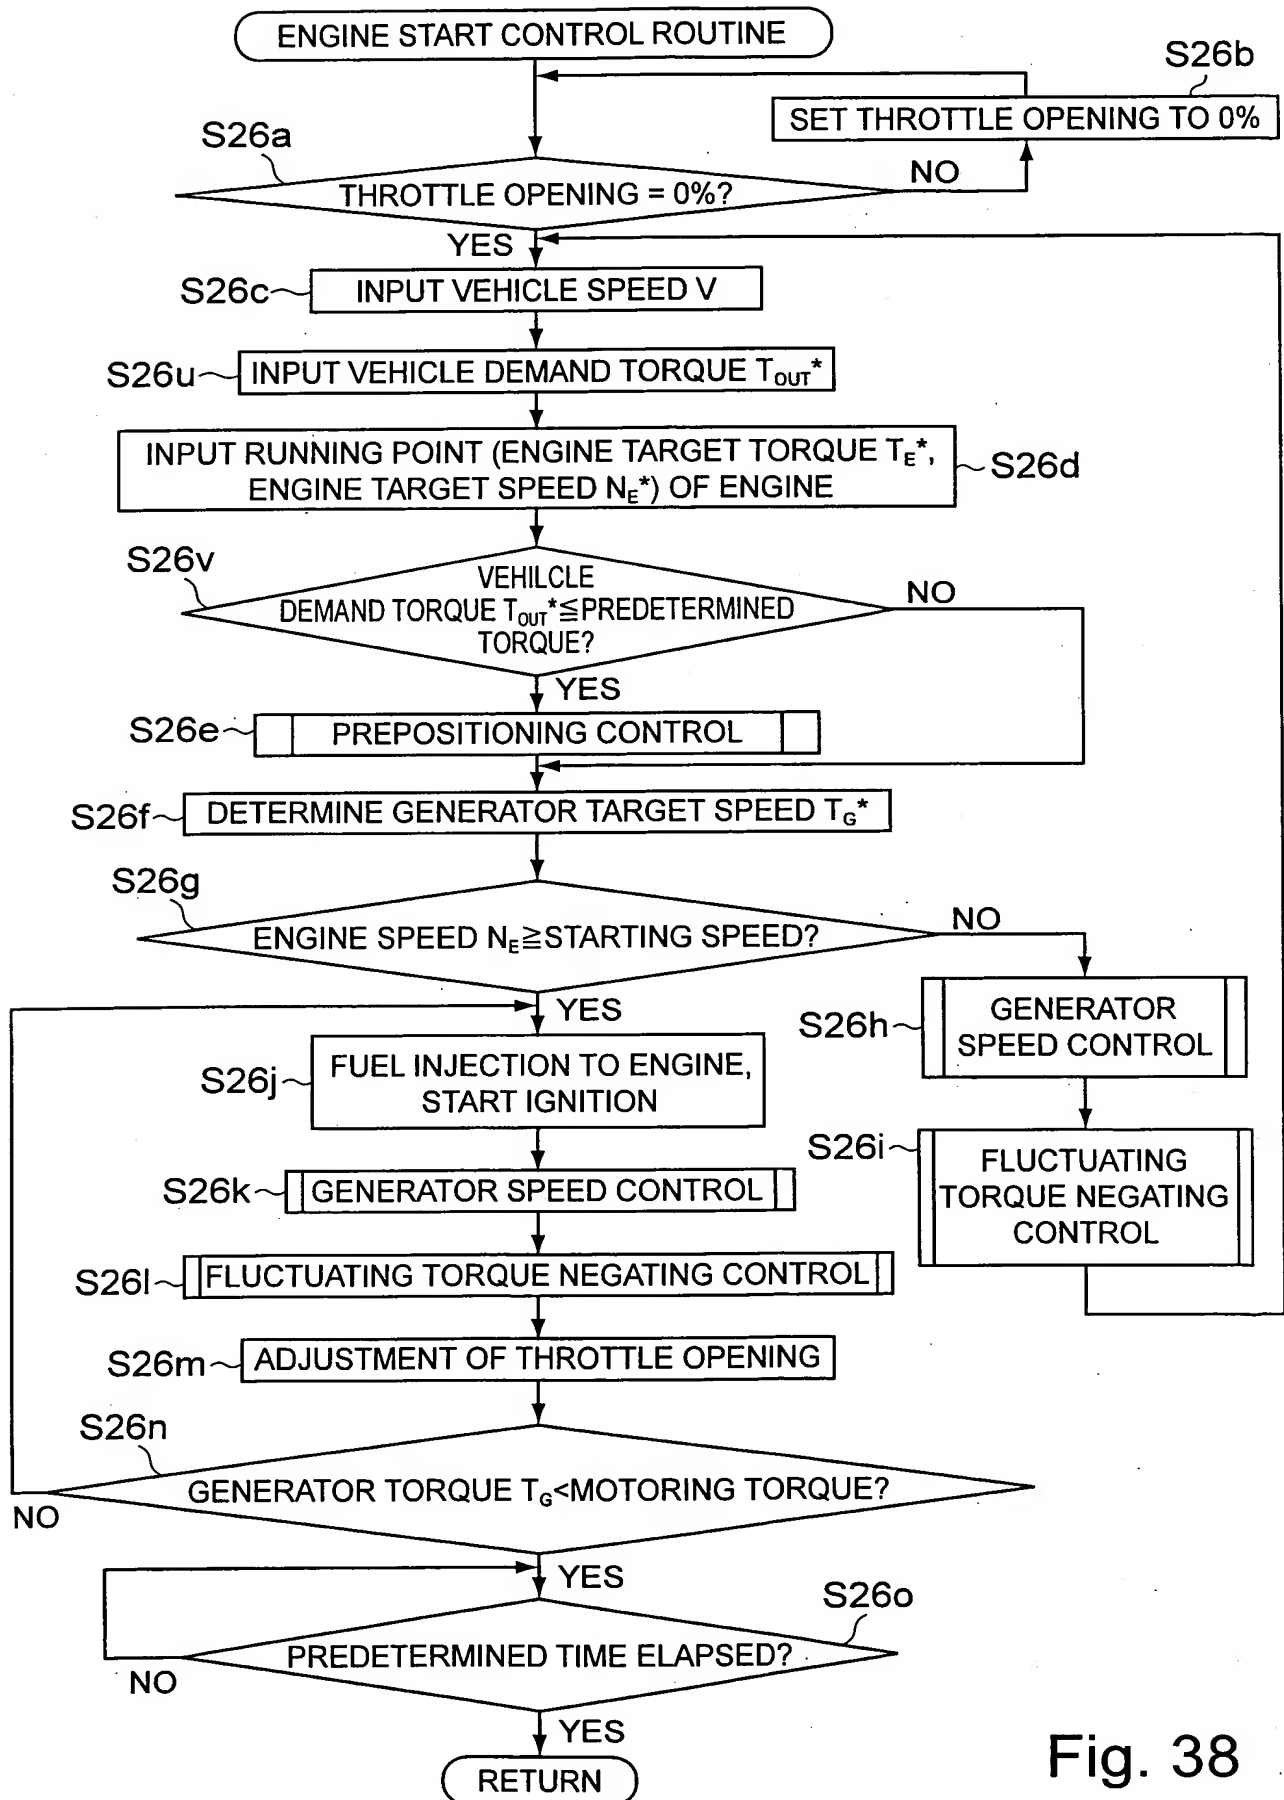 ENGINE START CONTROL ROUTINE
S26b
SET THROTTLE OPENING TO 0%
S26a
THROTTLE OPENING = 0%?
NO
YES
S26c
INPUT VEHICLE SPEED V
S26u
INPUT VEHICLE DEMAND TORQUE TOUT*
INPUT RUNNING POINT (ENGINE TARGET TORQUE TE*,
ENGINE TARGET SPEED NE*) OF ENGINE
S26d
S26v
VEHILCLE
DEMAND TORQUE TOUT*≦PREDETERMINED
TORQUE?
NO
YES
S26e
PREPOSITIONING CONTROL
S26f
DETERMINE GENERATOR TARGET SPEED TG*
S26g
ENGINE SPEED NE≧STARTING SPEED?
NO
YES
S26h
GENERATOR
SPEED CONTROL
S26j
FUEL INJECTION TO ENGINE,
START IGNITION
S26i
FLUCTUATING
TORQUE NEGATING
CONTROL
S26k
GENERATOR SPEED CONTROL
S26l
FLUCTUATING TORQUE NEGATING CONTROL
S26m
ADJUSTMENT OF THROTTLE OPENING
S26n
GENERATOR TORQUE TG<MOTORING TORQUE?
NO
YES
S26o
PREDETERMINED TIME ELAPSED?
NO
YES
RETURN
Fig. 38